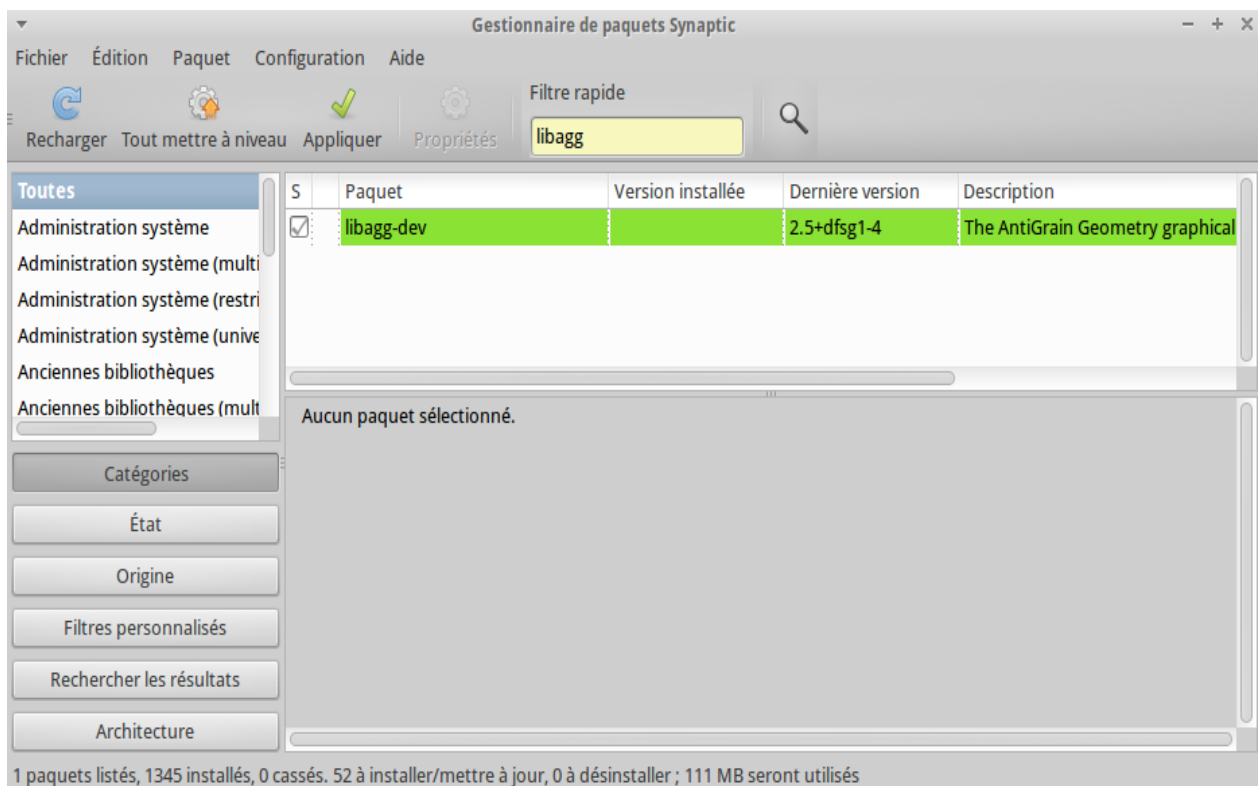 Gestionnaire de paquets Synaptic
Fichier Édition Paquet Configuration Aide
Recharger Tout mettre à niveau Appliquer Propriétés
Filtre rapide
libagg
Toutes
Administration système
Administration système (multi
Administration système (restri
Administration système (unive
Anciennes bibliothèques
Anciennes bibliothèques (mult
S Paquet Version installée Dernière version Description
libagg-dev 2.5+dfsg1-4 The AntiGrain Geometry graphical
Aucun paquet sélectionné.
Catégories
État
Origine
Filtres personnalisés
Rechercher les résultats
Architecture
1 paquets listés, 1345 installés, 0 cassés. 52 à installer/mettre à jour, 0 à désinstaller ; 111 MB seront utilisés